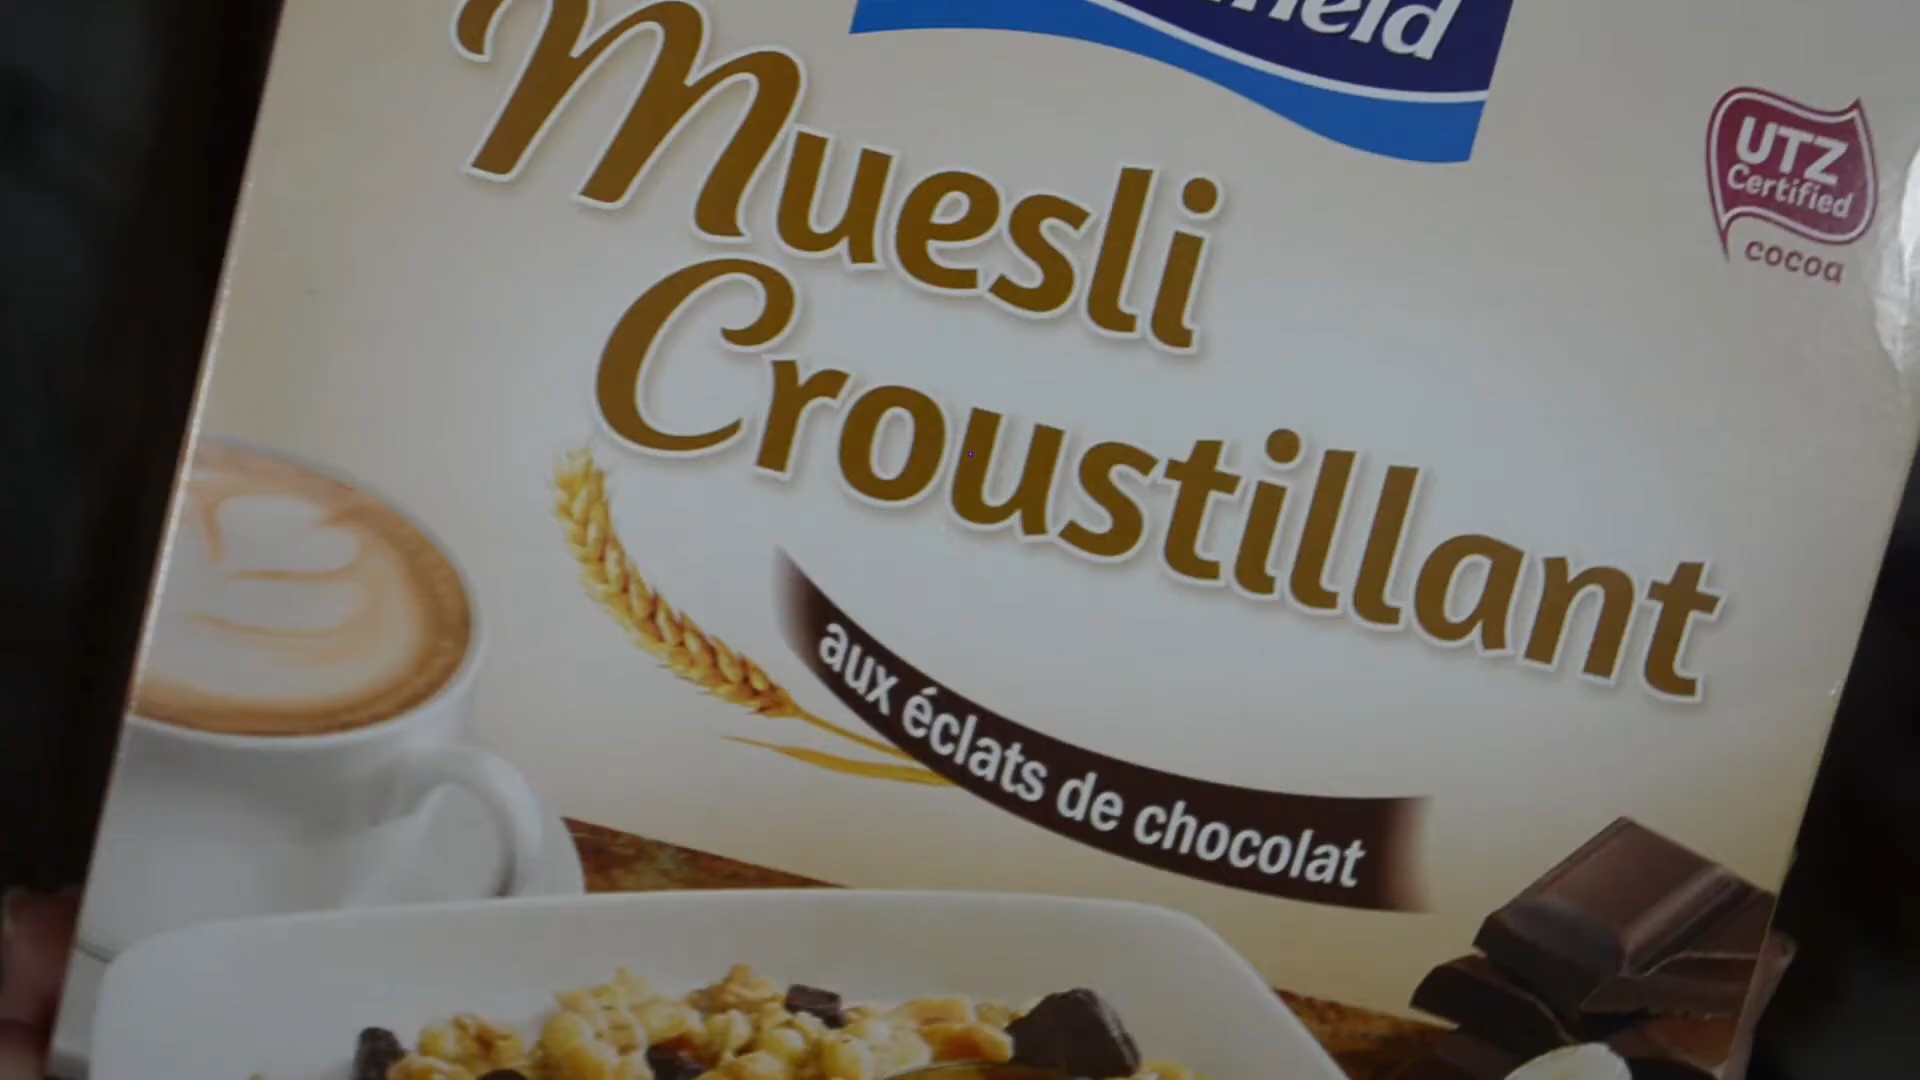 Muesli
Croustillant
aux éclats de chocolat
UTZ
Certified
cocoa